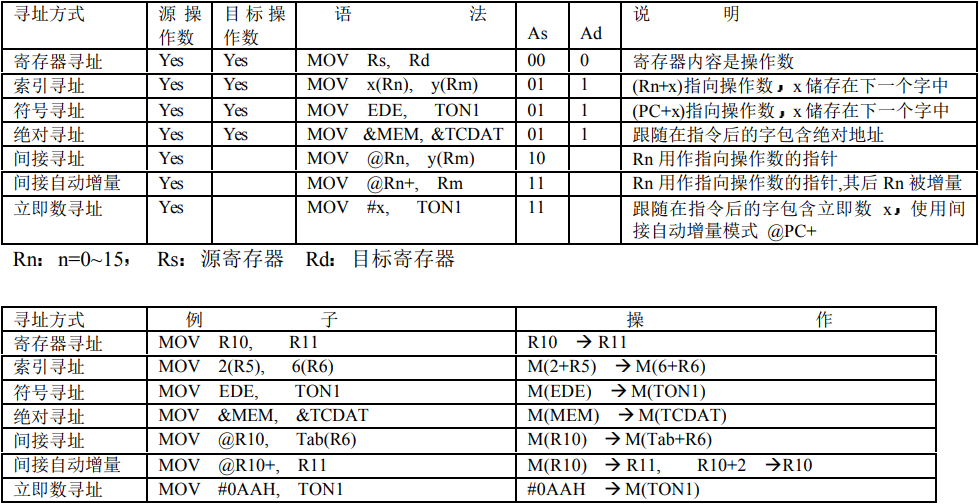 寻址方式 源操作数 目标操作数 语 法 As Ad 说 明
寄存器寻址 Yes Yes MOV Rs, Rd 00 0 寄存器内容是操作数
索引寻址 Yes Yes MOV x(Rn), y(Rm) 01 1 (Rn+x)指向操作数，x储存在下一个字中
符号寻址 Yes Yes MOV EDE, TON1 01 1 (PC+x)指向操作数，x储存在下一个字中
绝对寻址 Yes Yes MOV &MEM, &TCDAT 01 1 跟随在指令后的字包含绝对地址
间接寻址 Yes MOV @Rn, y(Rm) 10 Rn 用作指向操作数的指针
间接自动增量 Yes MOV @Rn+, Rm 11 Rn 用作指向操作数的指针,其后 Rn 被增量
立即数寻址 Yes MOV #x, TON1 11 跟随在指令后的字包含立即数 x，使用间
接自动增量模式 @PC+
Rn：n=0~15， Rs：源寄存器 Rd：目标寄存器
寻址方式 例 子 操 作
寄存器寻址 MOV R10, R11 R10 → R11
索引寻址 MOV 2(R5), 6(R6) M(2+R5) → M(6+R6)
符号寻址 MOV EDE, TON1 M(EDE) → M(TON1)
绝对寻址 MOV &MEM, &TCDAT M(MEM) → M(TCDAT)
间接寻址 MOV @R10, Tab(R6) M(R10) → M(Tab+R6)
间接自动增量 MOV @R10+, R11 M(R10) → R11, R10+2 → R10
立即数寻址 MOV #0AAH, TON1 #0AAH → M(TON1)